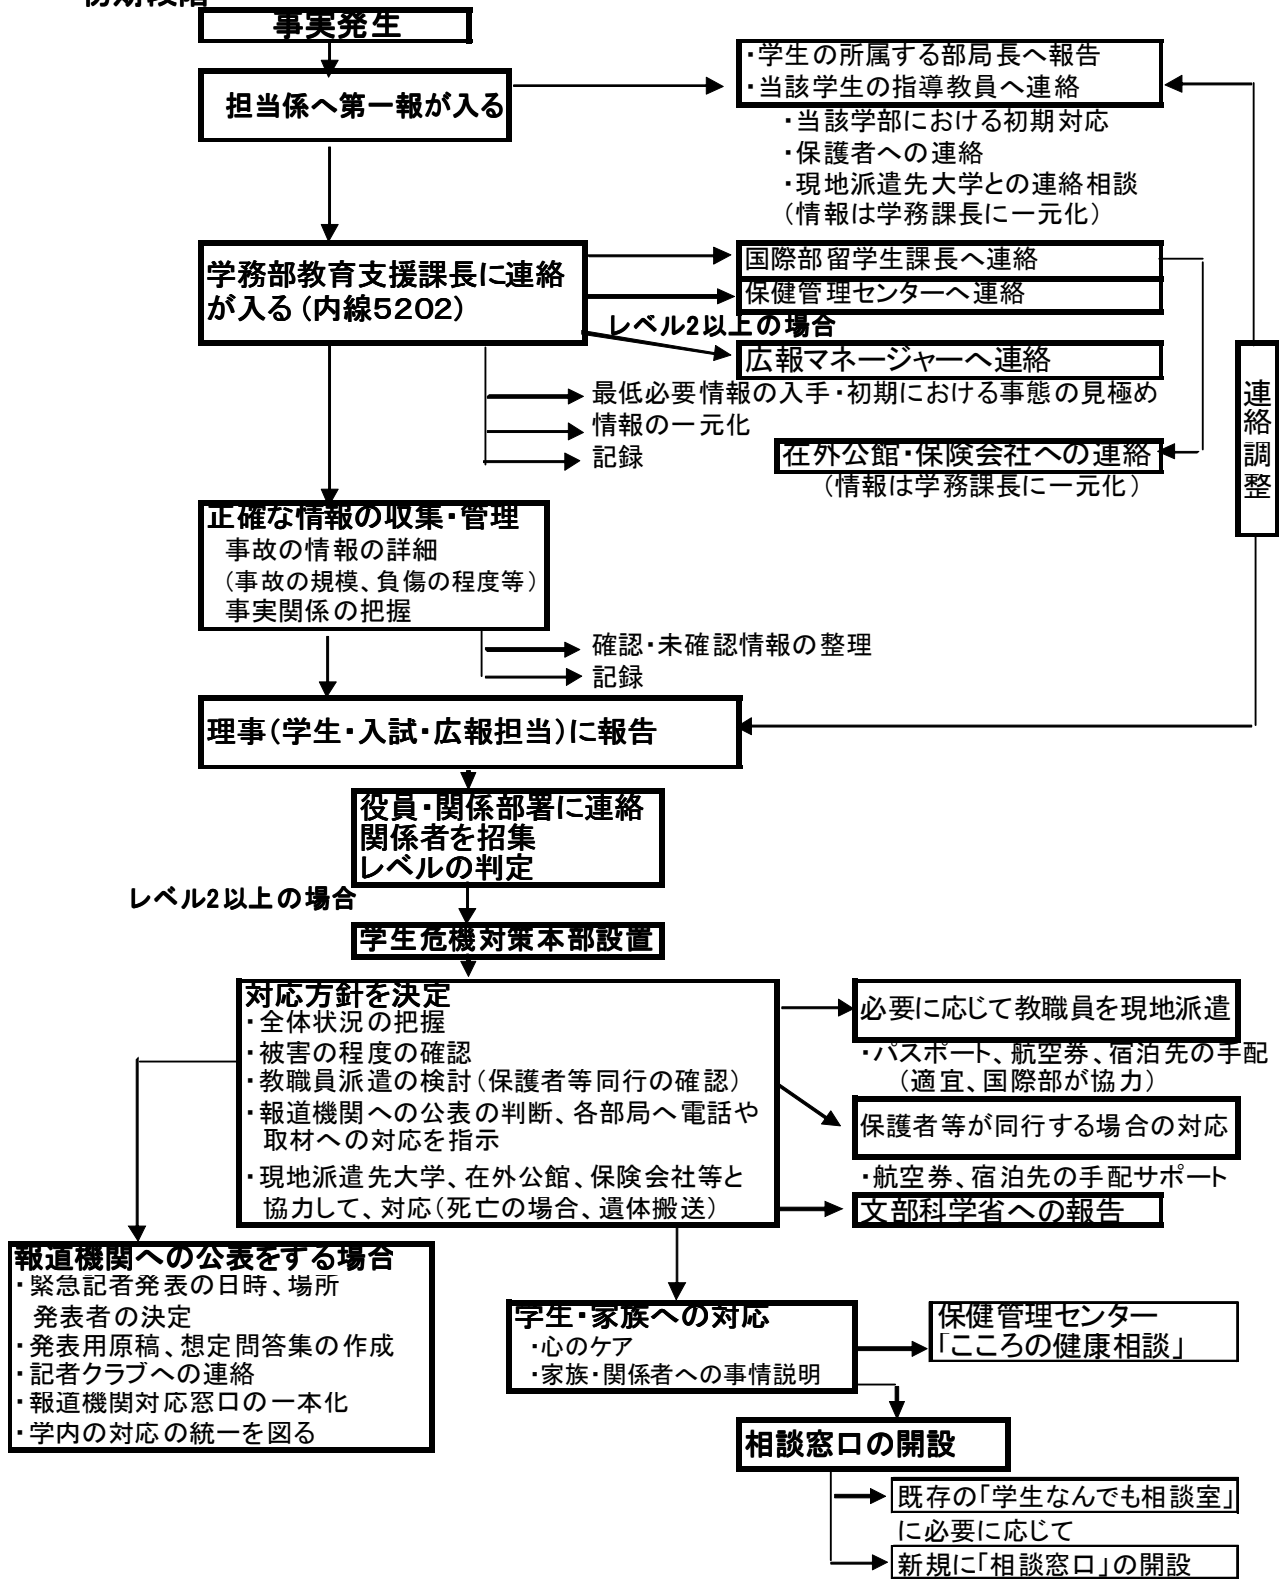 初期段階
事実発生
担当係へ第一報が入る
・学生の所属する部局長へ報告
・当該学生の指導教員へ連絡
・当該学部における初期対応
・保護者への連絡
・現地派遣先大学との連絡相談
（情報は学務課長に一元化）
学務部教育支援課長に連絡
が入る（内線5202）
国際部留学生課長へ連絡
保健管理センターへ連絡
レベル2以上の場合
広報マネージャーへ連絡
最低必要情報の入手・初期における事態の見極め
情報の一元化
記録
在外公館・保険会社への連絡
（情報は学務課長に一元化）
連絡調整
正確な情報の収集・管理
事故の情報の詳細
（事故の規模、負傷の程度等）
事実関係の把握
確認・未確認情報の整理
記録
理事（学生・入試・広報担当）に報告
役員・関係部署に連絡
関係者を招集
レベルの判定
レベル2以上の場合
学生危機対策本部設置
対応方針を決定
・全体状況の把握
・被害の程度の確認
・教職員派遣の検討（保護者等同行の確認）
・報道機関への公表の判断、各部局へ電話や
取材への対応を指示
・現地派遣先大学、在外公館、保険会社等と
協力して、対応（死亡の場合、遺体搬送）
必要に応じて教職員を現地派遣
・パスポート、航空券、宿泊先の手配
（適宜、国際部が協力）
保護者等が同行する場合の対応
・航空券、宿泊先の手配サポート
文部科学省への報告
報道機関への公表をする場合
・緊急記者発表の日時、場所
発表者の決定
・発表用原稿、想定問答集の作成
・記者クラブへの連絡
・報道機関対応窓口の一本化
・学内の対応の統一を図る
学生・家族への対応
・心のケア
・家族・関係者への事情説明
保健管理センター
「こころの健康相談」
相談窓口の開設
既存の「学生なんでも相談室」
に必要に応じて
新規に「相談窓口」の開設